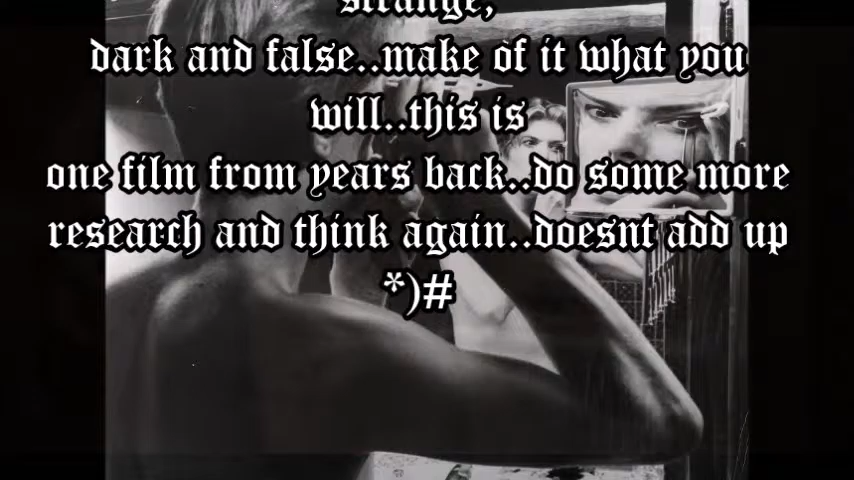 strange,
dark and false..make of it what you
will..this is
one film from years back..do some more
research and think again..doesnt add up
*)#